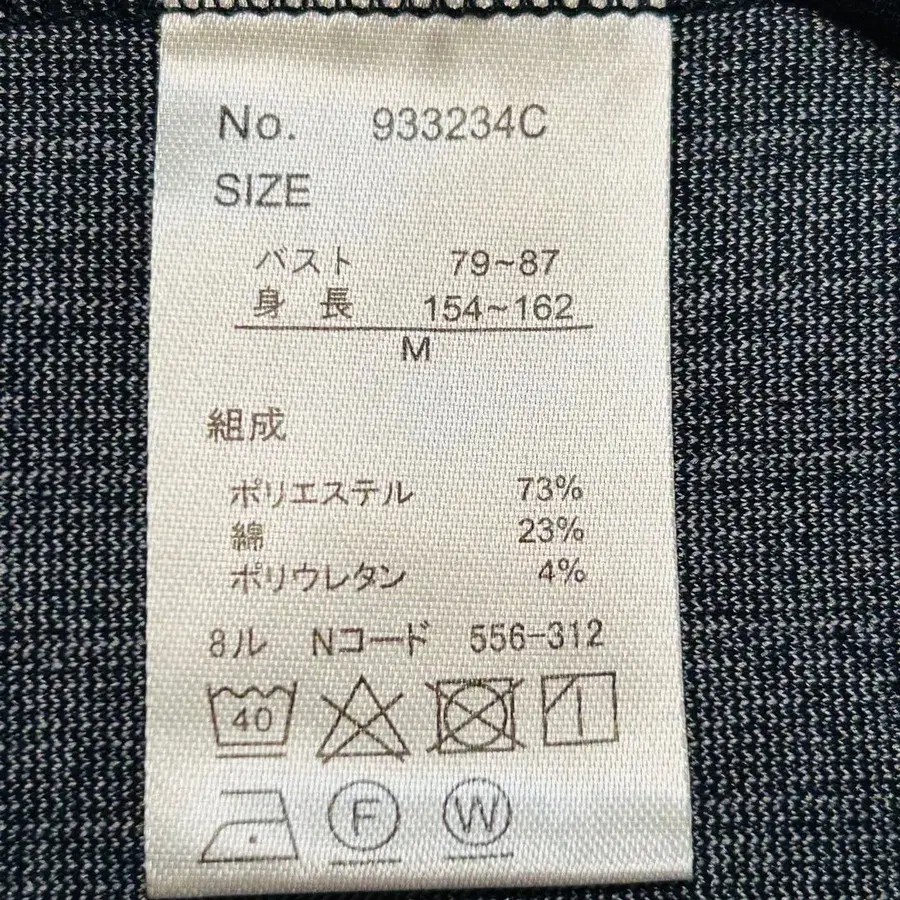 No. 933234C
SIZE
バスト 79~87
身長 154~162
M
組成
ポリエステル 73%
綿 23%
ポリウレタン 4%
8ル Nコード 556-312
40
F W